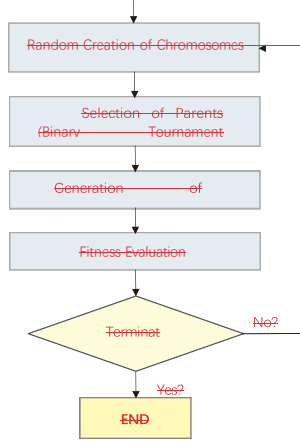 Random Creation of Chromosomes
Selection of Parents
(Binary Tournament
Generation of
Fitness Evaluation
Terminat
No?
Yes?
END